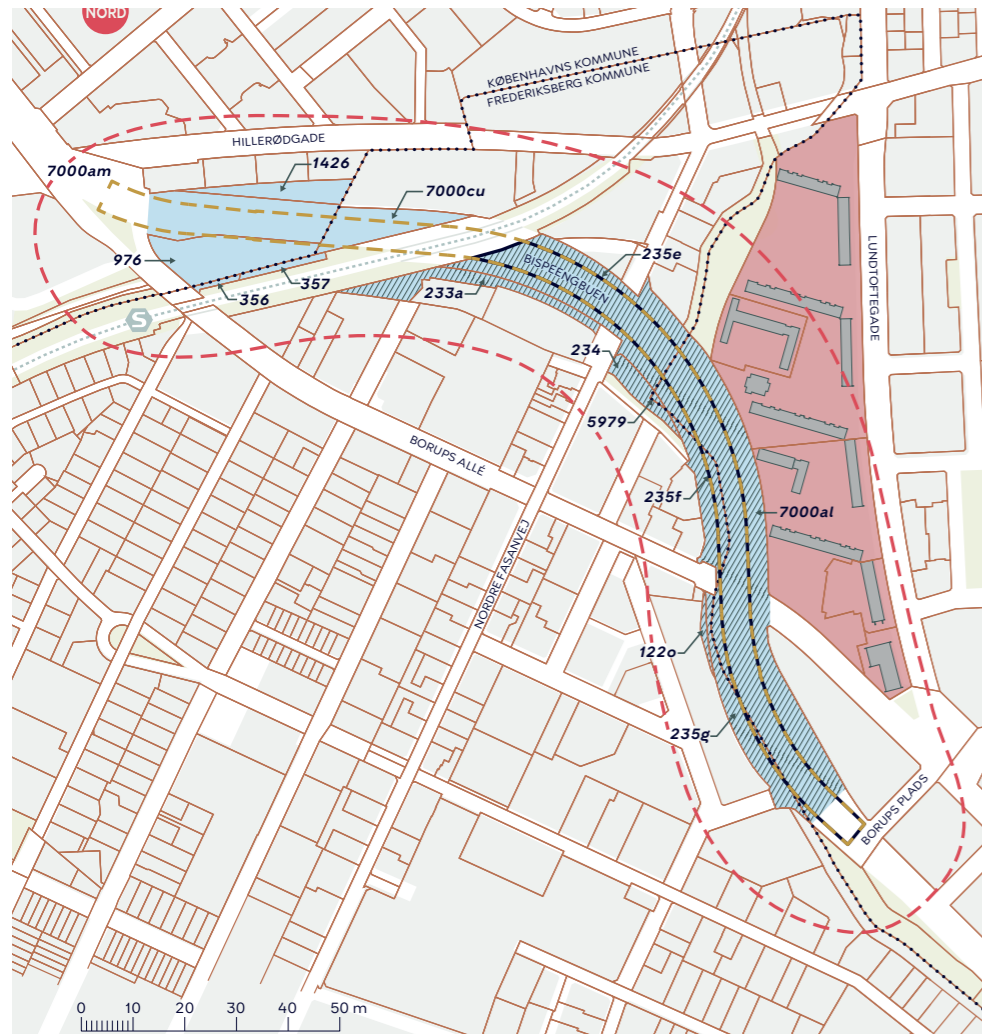 NORD
KØBENHAVNS KOMMUNE
FREDERIKSBERG KOMMUNE
HILLERØDGADE
1426
7000am
7000cu
LUNDTOFTEGADE
976
235e
BISPEENGBUEN
357
356
233a
S
234
5979
BORUPS ALLÉ
235f
7000al
NORDRE FASANVEJ
122o
235g
BORUPS PLADS
0 10 20 30 40 50 m